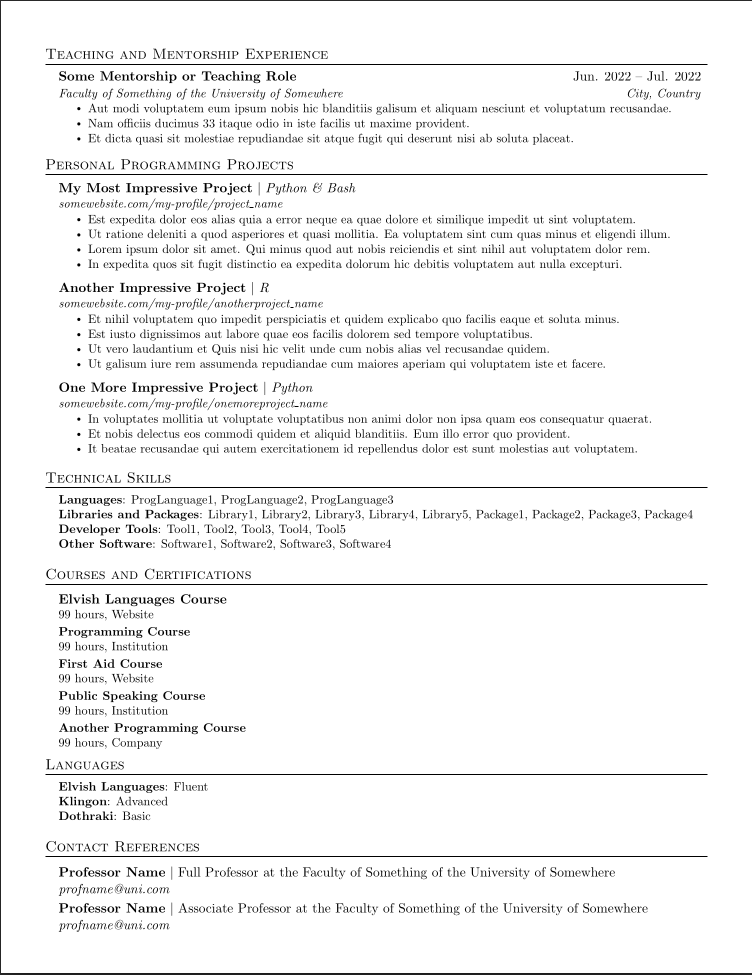 Teaching and Mentorship Experience
Some Mentorship or Teaching Role Jun. 2022 – Jul. 2022
Faculty of Something of the University of Somewhere City, Country
• Aut modi voluptatem eum ipsum nobis hic blanditiis galisum et aliquam nesciunt et voluptatum recusandae.
• Nam officiis ducimus 33 itaque odio in iste facilis ut maxime provident.
• Et dicta quasi sit molestiae repudiandae sit atque fugit qui deserunt nisi ab soluta placeat.
Personal Programming Projects
My Most Impressive Project | Python & Bash
somewebsite.com/my-profile/project_name
• Est expedita dolor eos alias quia a error neque ea quae dolore et similique impedit ut sint voluptatem.
• Ut ratione deleniti a quod asperiores et quasi mollitia. Ea voluptatem sint cum quas minus et eligendi illum.
• Lorem ipsum dolor sit amet. Qui minus quod aut nobis reiciendis et sint nihil aut voluptatem dolor rem.
• In expedita quos sit fugit distinctio ea expedita dolorum hic debitis voluptatem aut nulla excepturi.
Another Impressive Project | R
somewebsite.com/my-profile/anotherproject_name
• Et nihil voluptatem quo impedit perspiciatis et quidem explicabo quo facilis eaque et soluta minus.
• Est iusto dignissimos aut labore quae eos facilis dolorem sed tempore voluptatibus.
• Ut vero laudantium et Quis nisi hic velit unde cum nobis alias vel recusandae quidem.
• Ut galisum iure rem assumenda repudiandae cum maiores aperiam qui voluptatem iste et facere.
One More Impressive Project | Python
somewebsite.com/my-profile/onemoreproject_name
• In voluptates mollitia ut voluptate voluptatibus non animi dolor non ipsa quam eos consequatur quaerat.
• Et nobis delectus eos commodi quidem et aliquid blanditiis. Eum illo error quo provident.
• It beatae recusandae qui autem exercitationem id repellendus dolor est sunt molestias aut voluptatem.
Technical Skills
Languages: ProgLanguage1, ProgLanguage2, ProgLanguage3
Libraries and Packages: Library1, Library2, Library3, Library4, Library5, Package1, Package2, Package3, Package4
Developer Tools: Tool1, Tool2, Tool3, Tool4, Tool5
Other Software: Software1, Software2, Software3, Software4
Courses and Certifications
Elvish Languages Course
99 hours, Website
Programming Course
99 hours, Institution
First Aid Course
99 hours, Website
Public Speaking Course
99 hours, Institution
Another Programming Course
99 hours, Company
Languages
Elvish Languages: Fluent
Klingon: Advanced
Dothraki: Basic
Contact References
Professor Name | Full Professor at the Faculty of Something of the University of Somewhere
profname@uni.com
Professor Name | Associate Professor at the Faculty of Something of the University of Somewhere
profname@uni.com